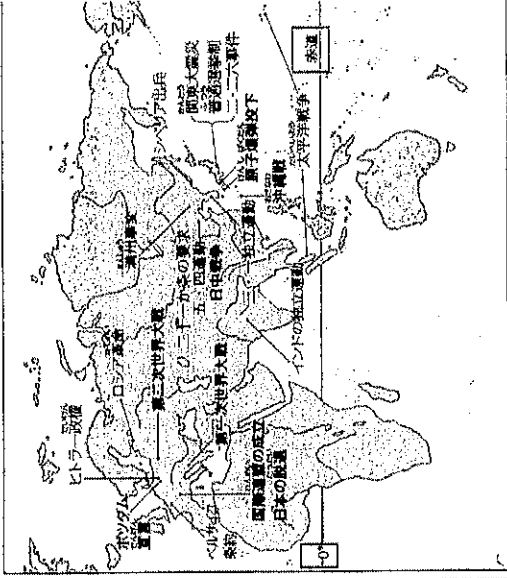 ヒトラー政権
ロシア革命
シベリア出兵
ポツダム
宣言
第二次世界大戦
満州事変
関東大震災
普通選挙制
二・二六事件
二十一か条の要求
五・四運動
日中戦争
原子爆弾投下
ベルサイユ
条約
第一次世界大戦
独立運動
沖縄戦
国際連盟の成立
日本の脱退
インドの独立運動
太平洋戦争
0°
赤道